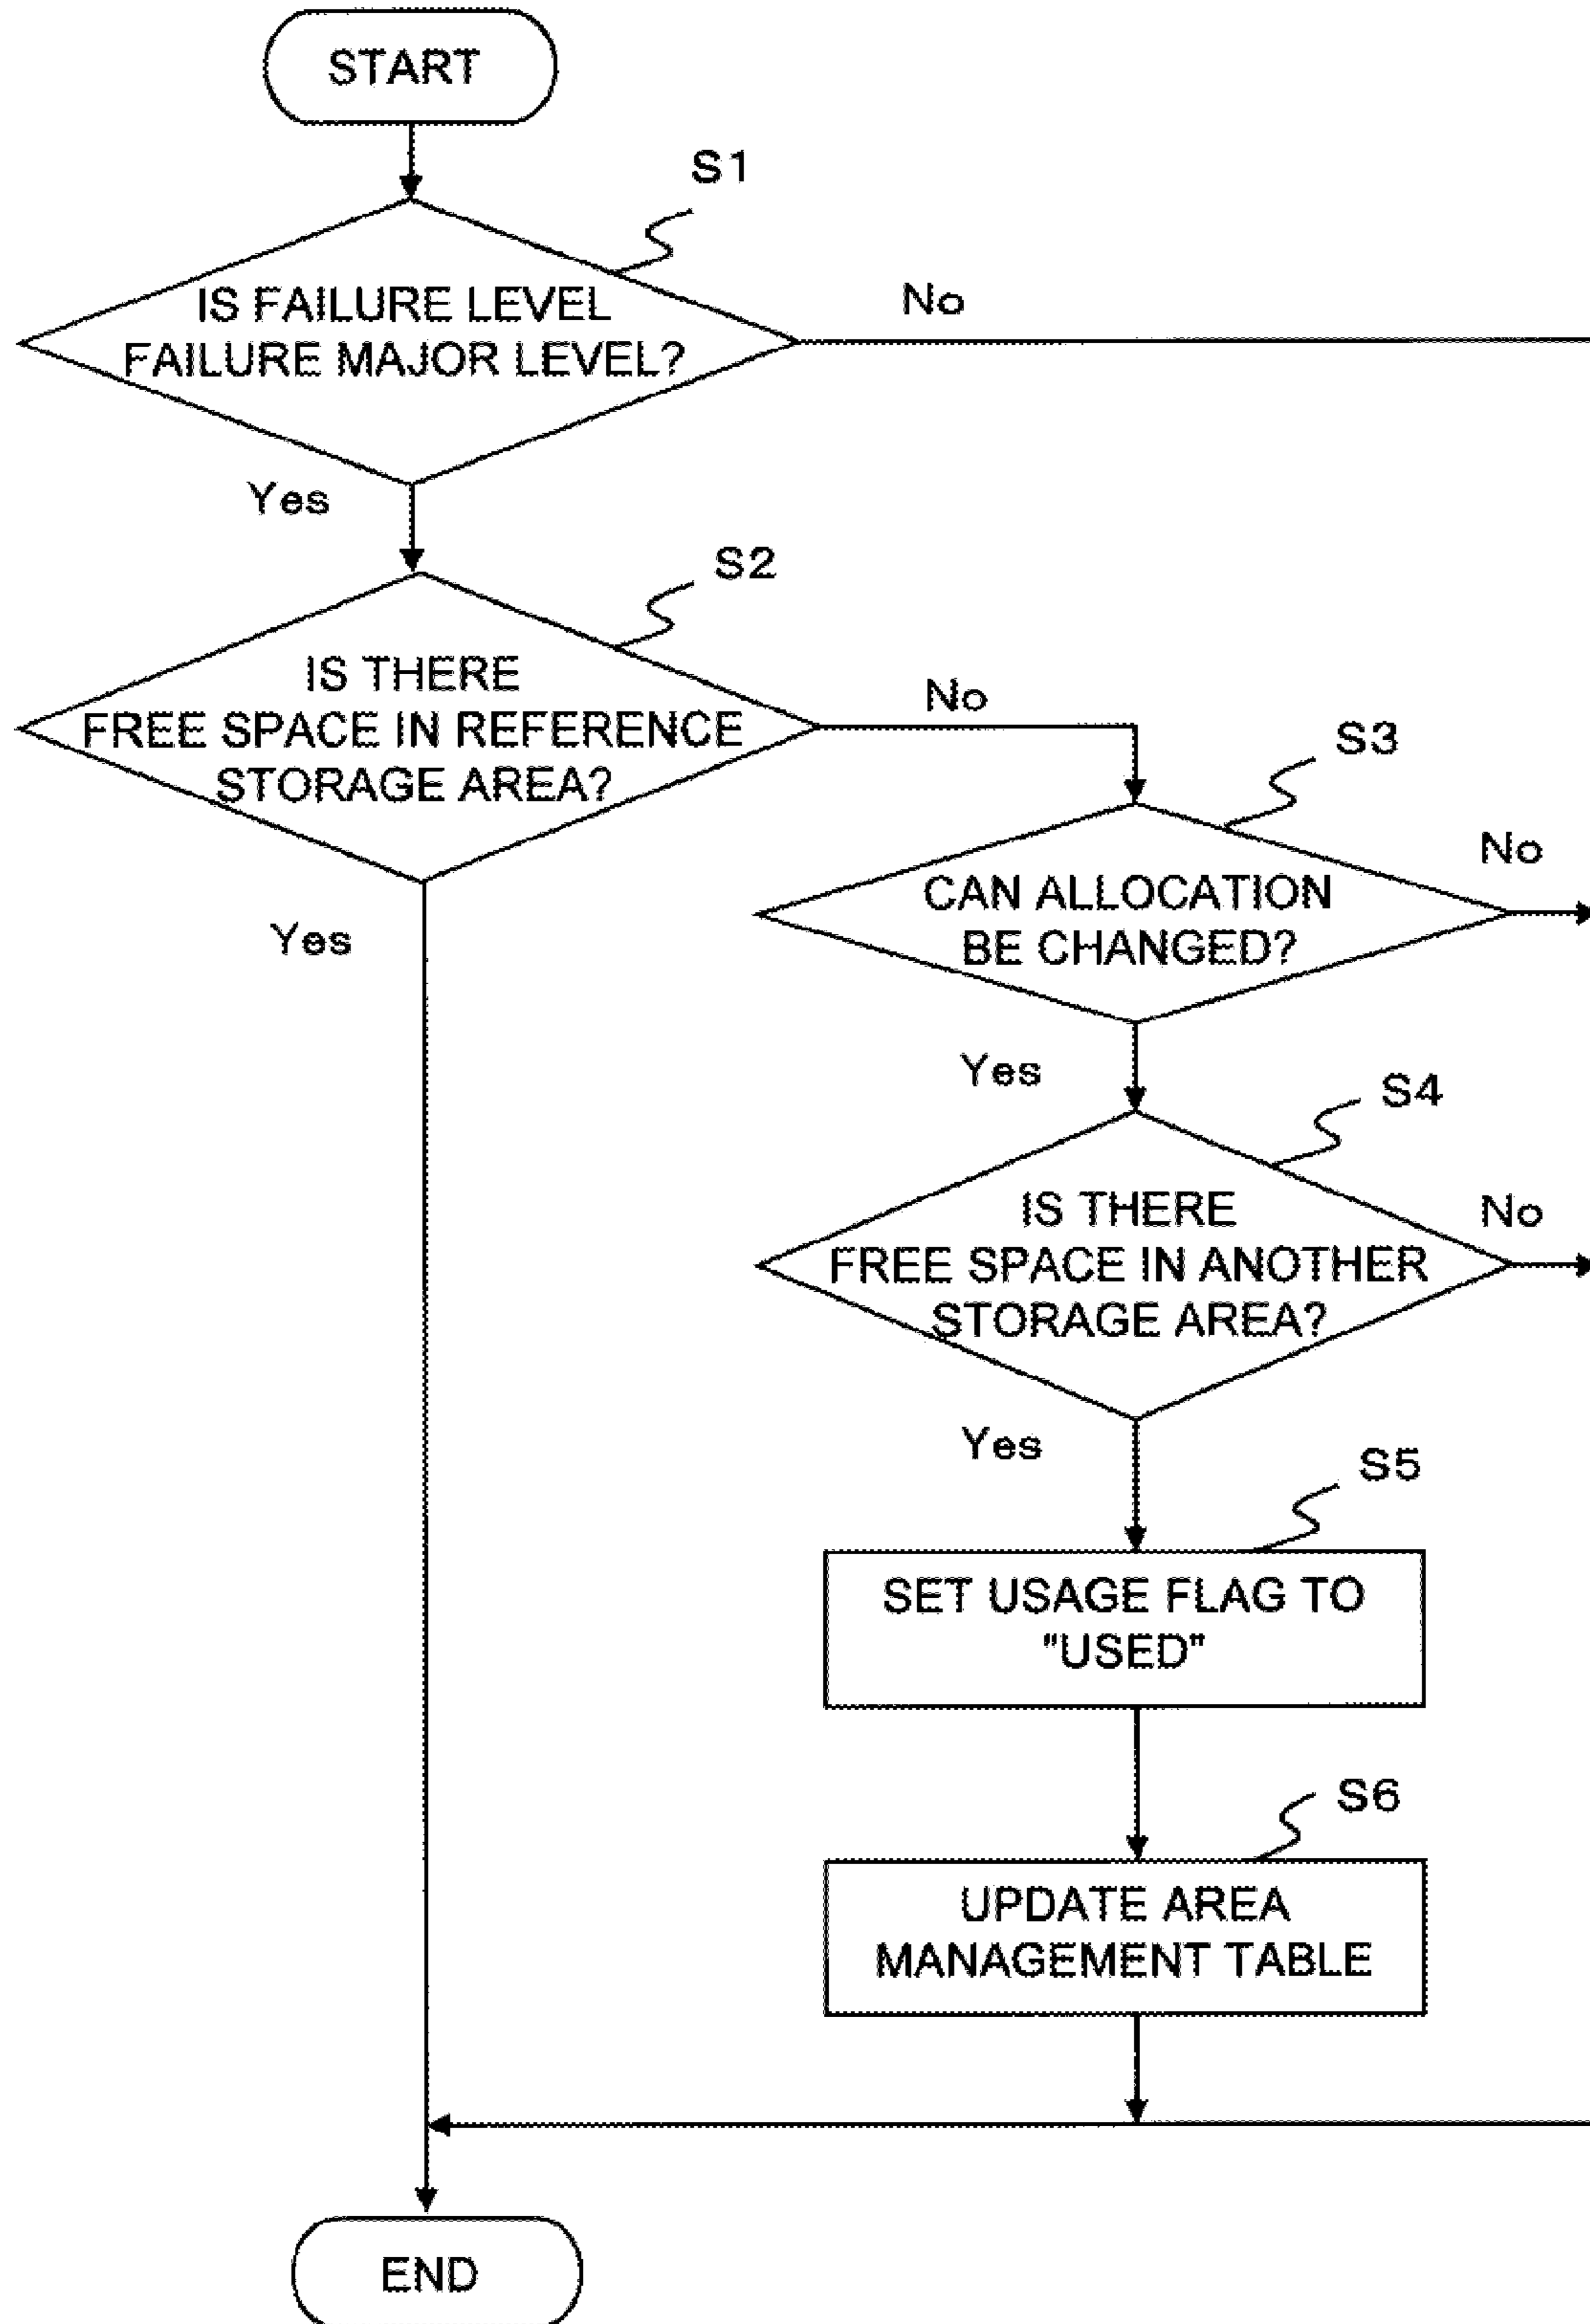 START
S1
IS FAILURE LEVEL
FAILURE MAJOR LEVEL?
No
Yes
S2
IS THERE
FREE SPACE IN REFERENCE
STORAGE AREA?
No
Yes
S3
CAN ALLOCATION
BE CHANGED?
No
Yes
S4
IS THERE
FREE SPACE IN ANOTHER
STORAGE AREA?
No
Yes
S5
SET USAGE FLAG TO
"USED"
S6
UPDATE AREA
MANAGEMENT TABLE
END